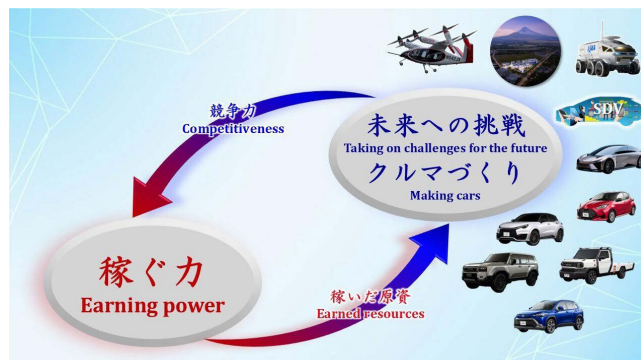 競争力
Competitiveness
未来への挑戦
Taking on challenges for the future
クルマづくり
Making cars
SDV
稼ぐ力
Earning power
稼いだ原資
Earned resources